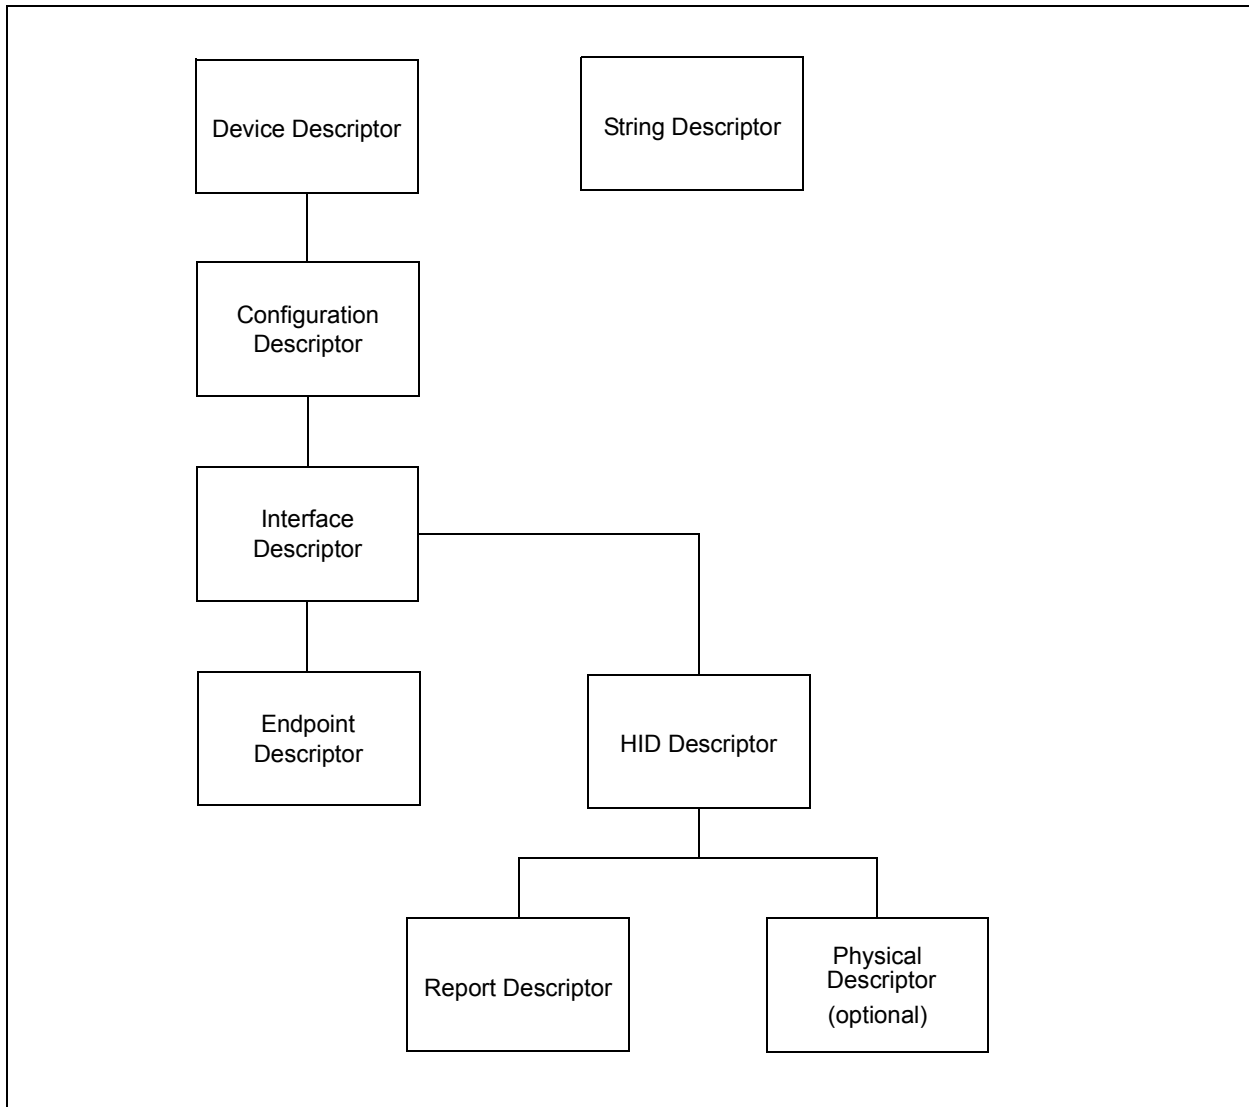 Device Descriptor
String Descriptor
Configuration
Descriptor
Interface
Descriptor
Endpoint
Descriptor
HID Descriptor
Report Descriptor
Physical
Descriptor
(optional)